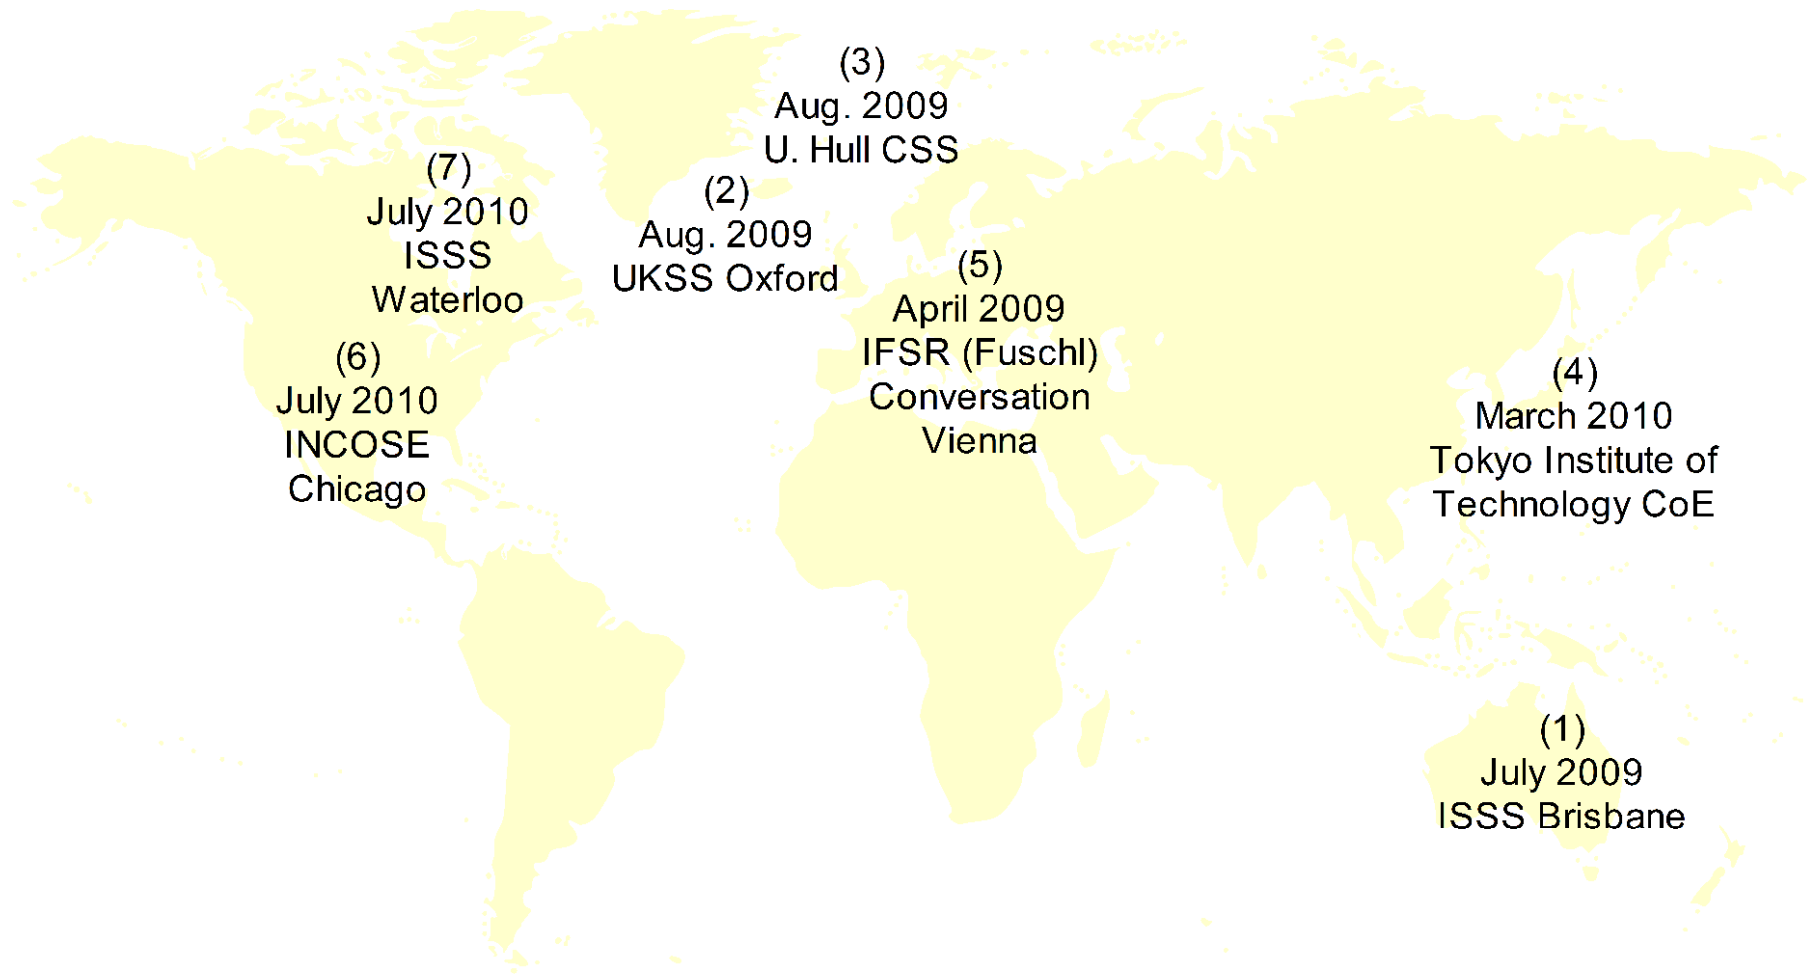 (3)
Aug. 2009
U. Hull CSS
(7)
July 2010
ISSS
Waterloo
(2)
Aug. 2009
UKSS Oxford
(5)
April 2009
IFSR (Fuschl)
Conversation
Vienna
(6)
July 2010
INCOSE
Chicago
(4)
March 2010
Tokyo Institute of
Technology CoE
(1)
July 2009
ISSS Brisbane